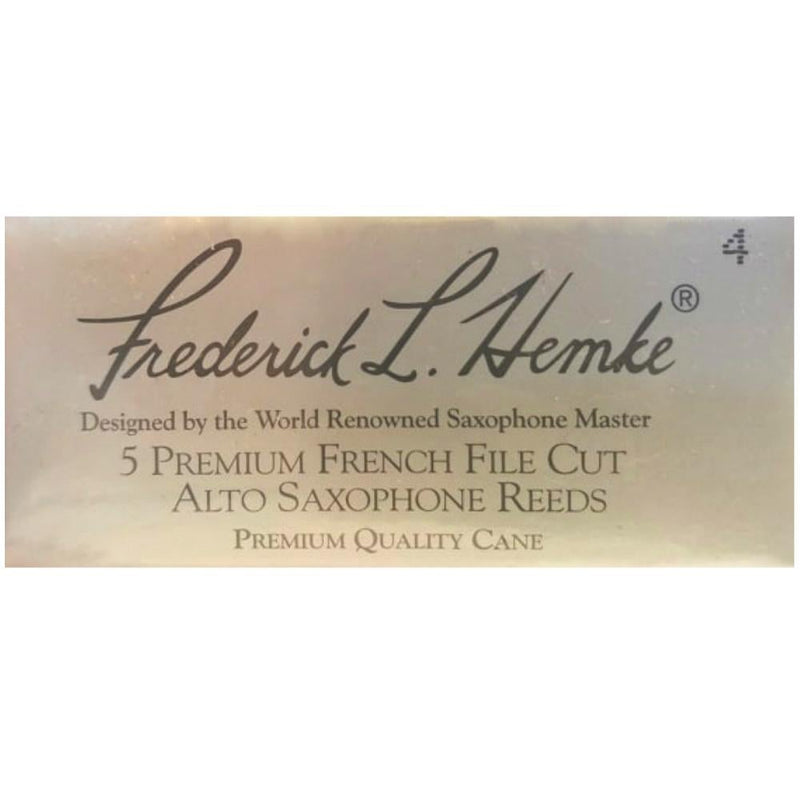 4
Frederick L. Hemke®
Designed by the World Renowned Saxophone Master
5 PREMIUM FRENCH FILE CUT
ALTO SAXOPHONE REEDS
PREMIUM QUALITY CANE